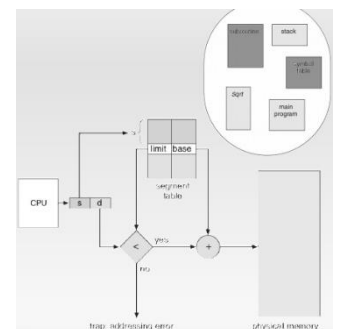 subroutine
stack
symbol
table
Sqrt
main
program
s
limit base
segment
table
CPU
s d
<
yes
+
no
trap, addressing error
physical memory